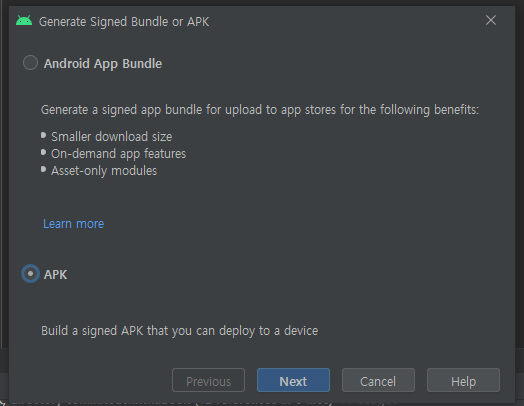 Generate Signed Bundle or APK
Android App Bundle
Generate a signed app bundle for upload to app stores for the following benefits:
Smaller download size
On-demand app features
Asset-only modules
Learn more
APK
Build a signed APK that you can deploy to a device
Previous Next Cancel Help